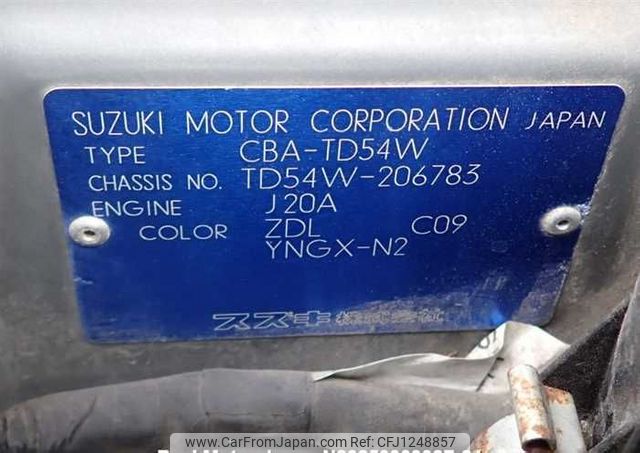 SUZUKI MOTOR CORPORATION JAPAN
TYPE CBA-TD54W
CHASSIS NO. TD54W-206783
ENGINE J20A
COLOR ZDL C09
YNGX-N2
スズキ株式会社
www.CarFromJapan.com Ref CFJ1248857